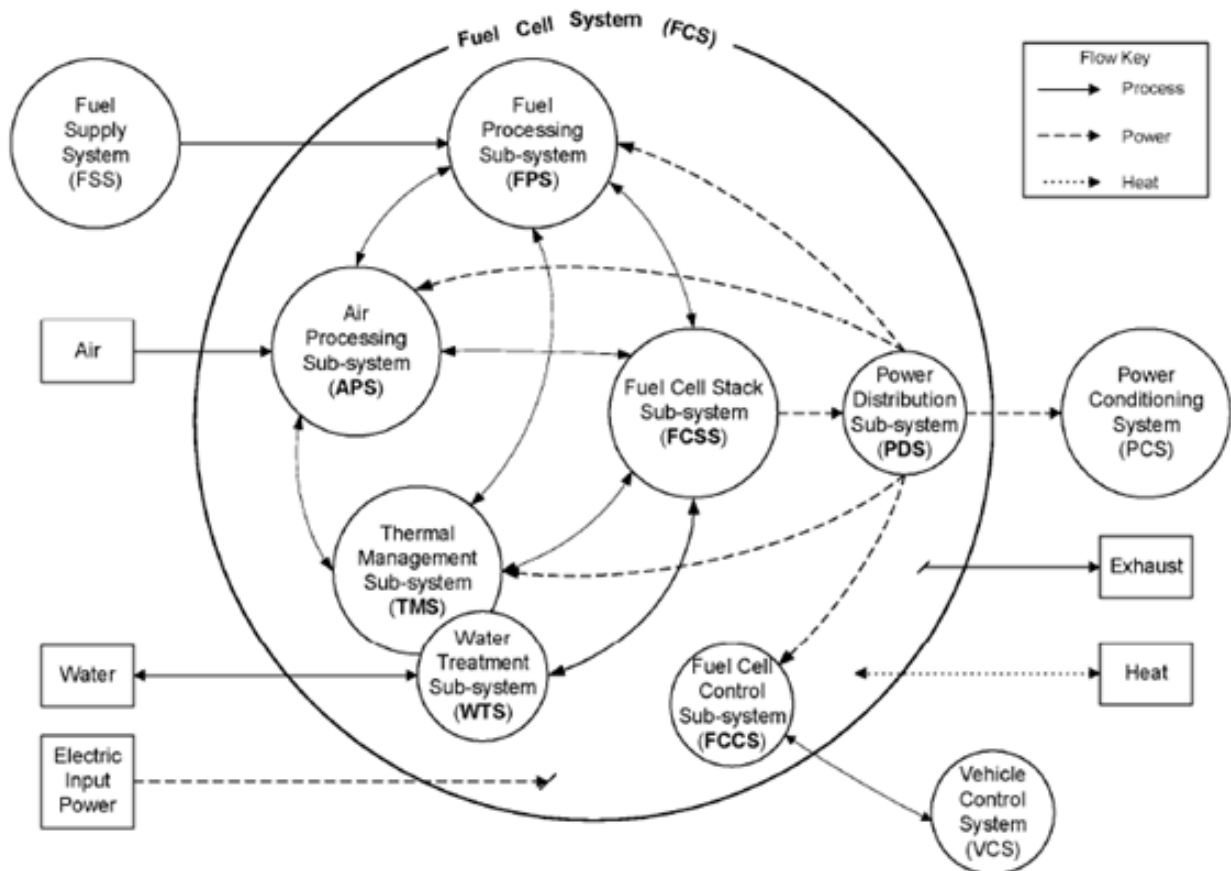 Fuel Cell System (FCS)
Flow Key
Process
Power
Heat
Fuel
Supply
System
(FSS)
Fuel
Processing
Sub-system
(FPS)
Air
Air
Processing
Sub-system
(APS)
Fuel Cell Stack
Sub-system
(FCSS)
Power
Distribution
Sub-system
(PDS)
Power
Conditioning
System
(PCS)
Thermal
Management
Sub-system
(TMS)
Exhaust
Water
Water
Treatment
Sub-system
(WTS)
Fuel Cell
Control
Sub-system
(FCCS)
Heat
Electric
Input
Power
Vehicle
Control
System
(VCS)